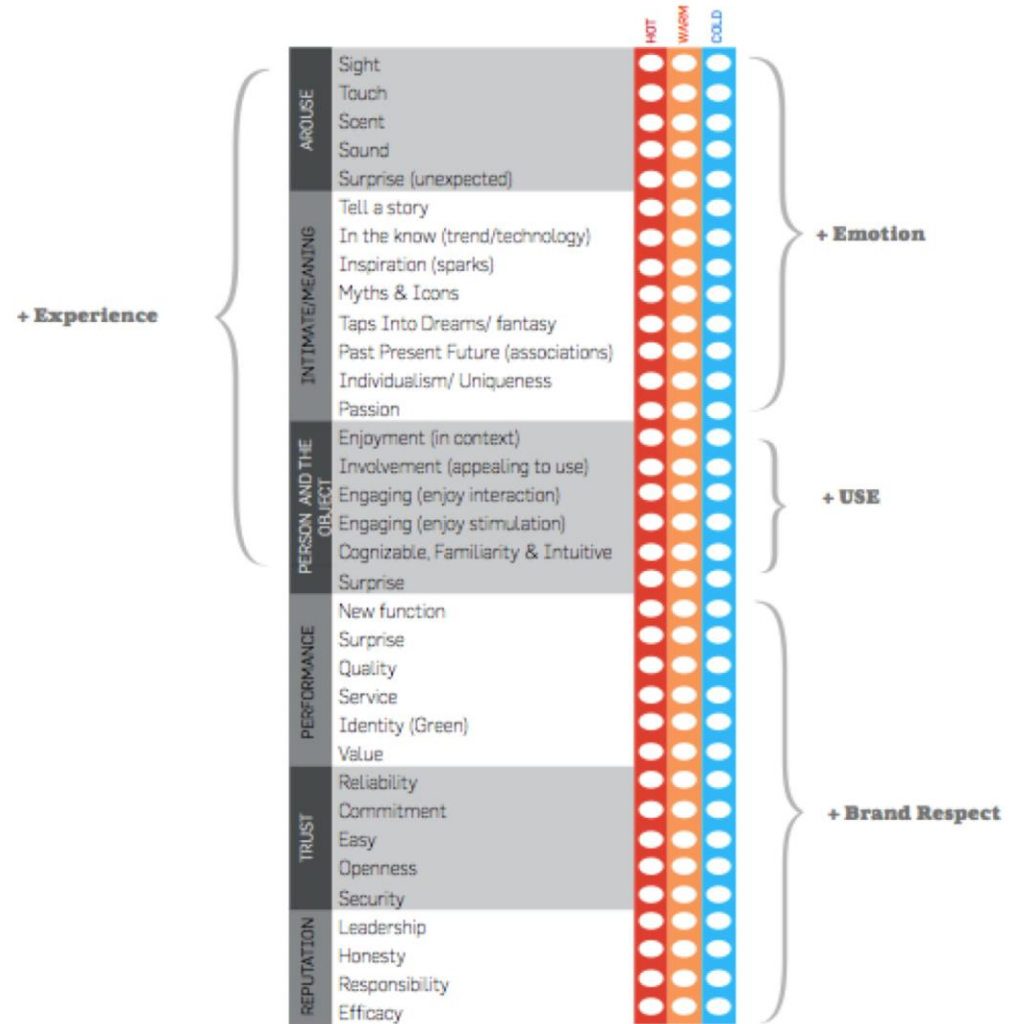 HOT
WARM
COLD
AROUSE
Sight
Touch
Scent
Sound
Surprise (unexpected)
INTIMATE/MEANING
Tell a story
In the know (trend/technology)
Inspiration (sparks)
Myths & Icons
Taps Into Dreams/ fantasy
Past Present Future (associations)
Individualism/ Uniqueness
Passion
PERSON AND THE
OBJECT
Enjoyment (in context)
Involvement (appealing to use)
Engaging (enjoy interaction)
Engaging (enjoy stimulation)
Cognizable, Familiarity & Intuitive
Surprise
PERFORMANCE
New function
Surprise
Quality
Service
Identity (Green)
Value
TRUST
Reliability
Commitment
Easy
Openness
Security
REPUTATION
Leadership
Honesty
Responsibility
Efficacy
+ Experience
+ Emotion
+ USE
+ Brand Respect